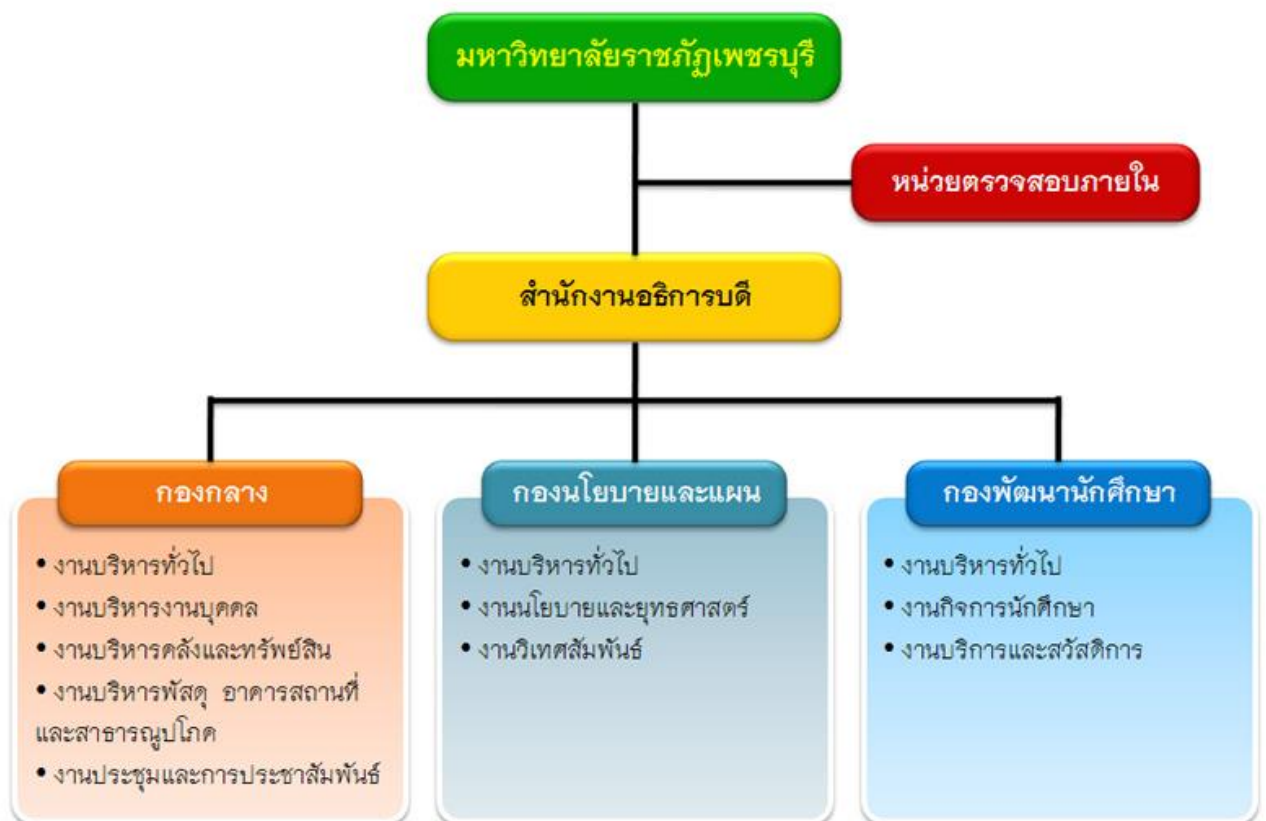 มหาวิทยาลัยราชภัฏเพชรบุรี
หน่วยตรวจสอบภายใน
สำนักงานอธิการบดี
กองกลาง
• งานบริหารทั่วไป
• งานบริหารงานบุคคล
• งานบริหารคลังและทรัพย์สิน
• งานบริหารพัสดุ อาคารสถานที่
และสาธารณูปโภค
• งานประชุมและการประชาสัมพันธ์
กองนโยบายและแผน
• งานบริหารทั่วไป
• งานนโยบายและยุทธศาสตร์
• งานวิเทศสัมพันธ์
กองพัฒนานักศึกษา
• งานบริหารทั่วไป
• งานกิจการนักศึกษา
• งานบริการและสวัสดิการ